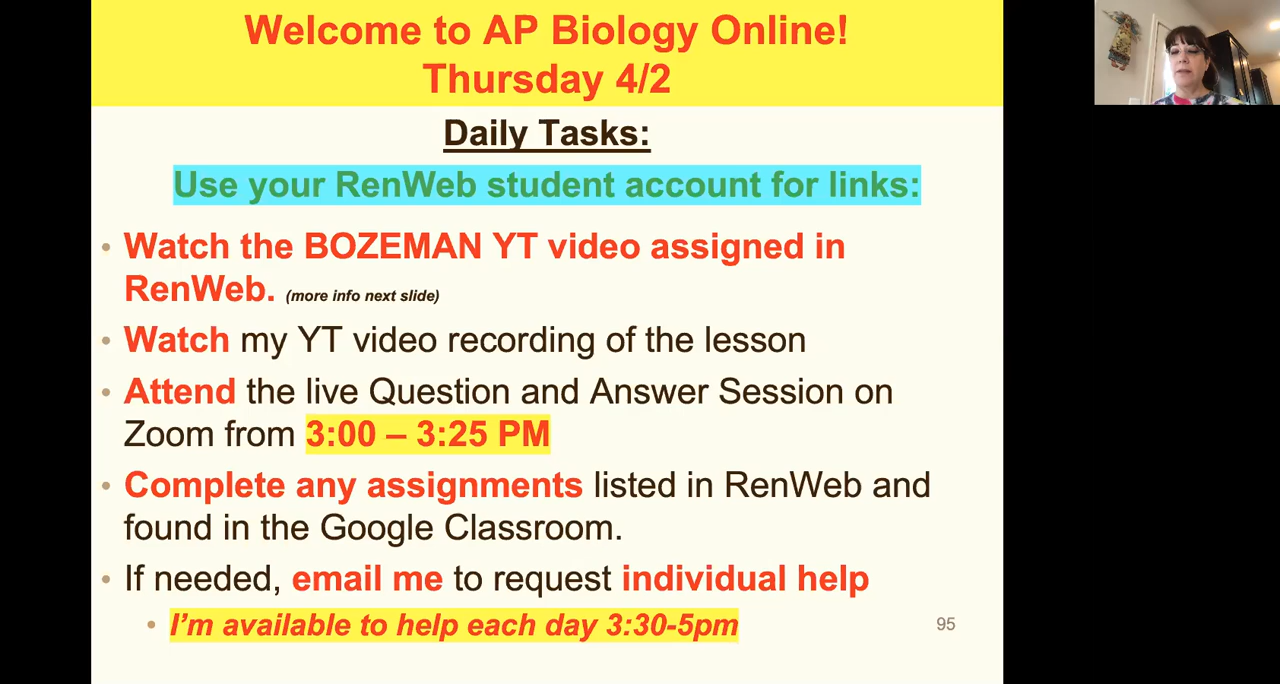 Welcome to AP Biology Online!
Thursday 4/2
Daily Tasks:
Use your RenWeb student account for links:
• Watch the BOZEMAN YT video assigned in
RenWeb. (more info next slide)
• Watch my YT video recording of the lesson
• Attend the live Question and Answer Session on
Zoom from 3:00 – 3:25 PM
• Complete any assignments listed in RenWeb and
found in the Google Classroom.
• If needed, email me to request individual help
• I’m available to help each day 3:30-5pm
95